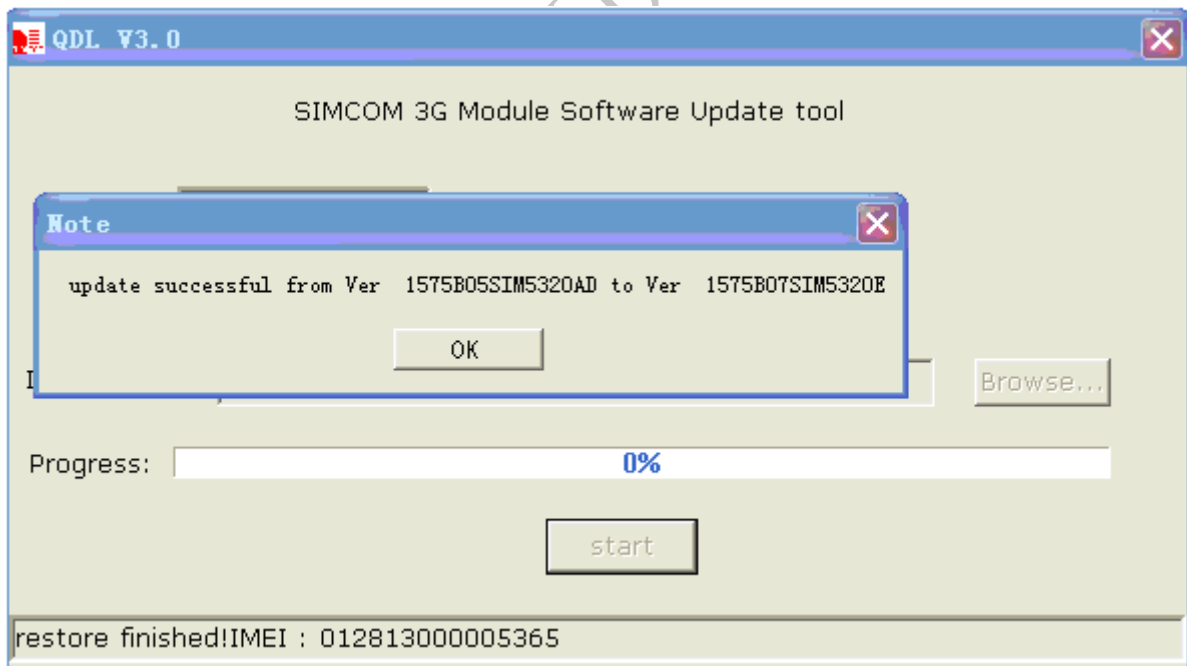 QDL V3.0
SIMCOM 3G Module Software Update tool
Note
update successful from Ver 1575B05SIM5320AD to Ver 1575B07SIM5320E
OK
Browse...
Progress: 0%
start
restore finished!IMEI : 012813000005365